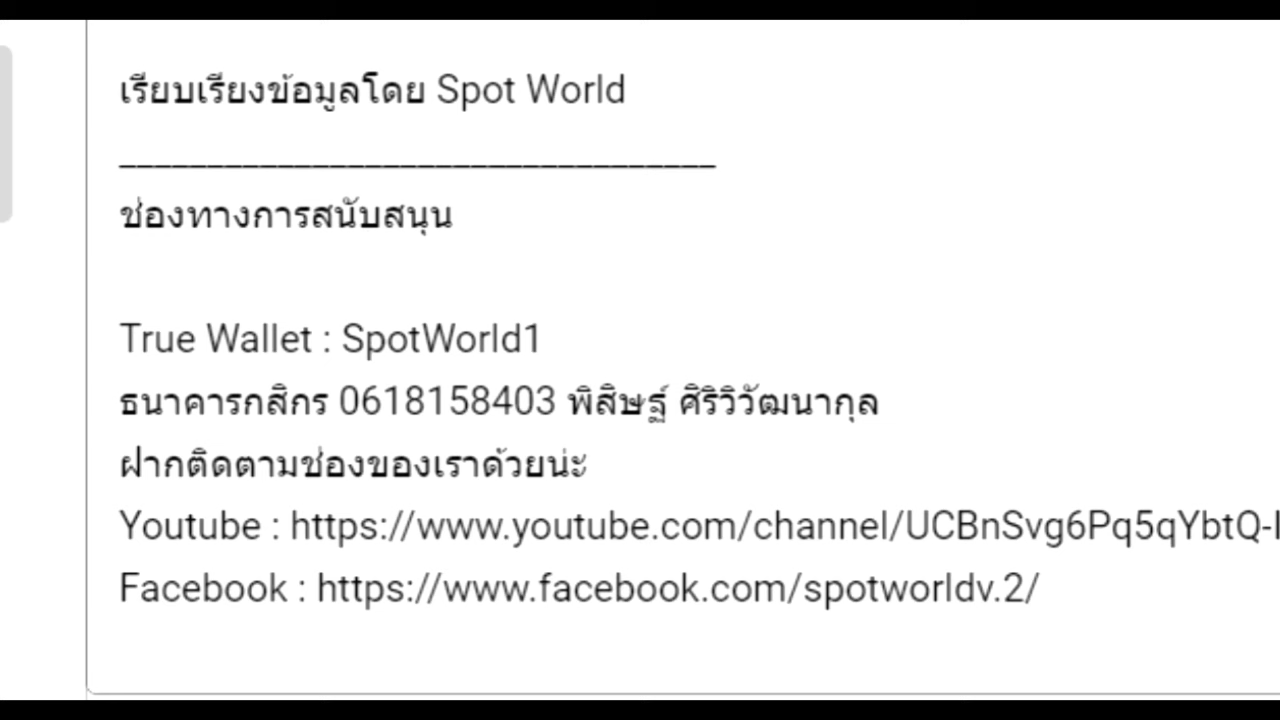 เรียบเรียงข้อมูลโดย Spot World
__________________________________
ช่องทางการสนับสนุน
True Wallet : SpotWorld1
ธนาคารกสิกร 0618158403 พิสิษฐ์ ศิริวิวัฒนากุล
ฝากติดตามช่องของเราด้วยน่ะ
Youtube : https://www.youtube.com/channel/UCBnSvg6Pq5qYbtQ-
Facebook : https://www.facebook.com/spotworldv.2/